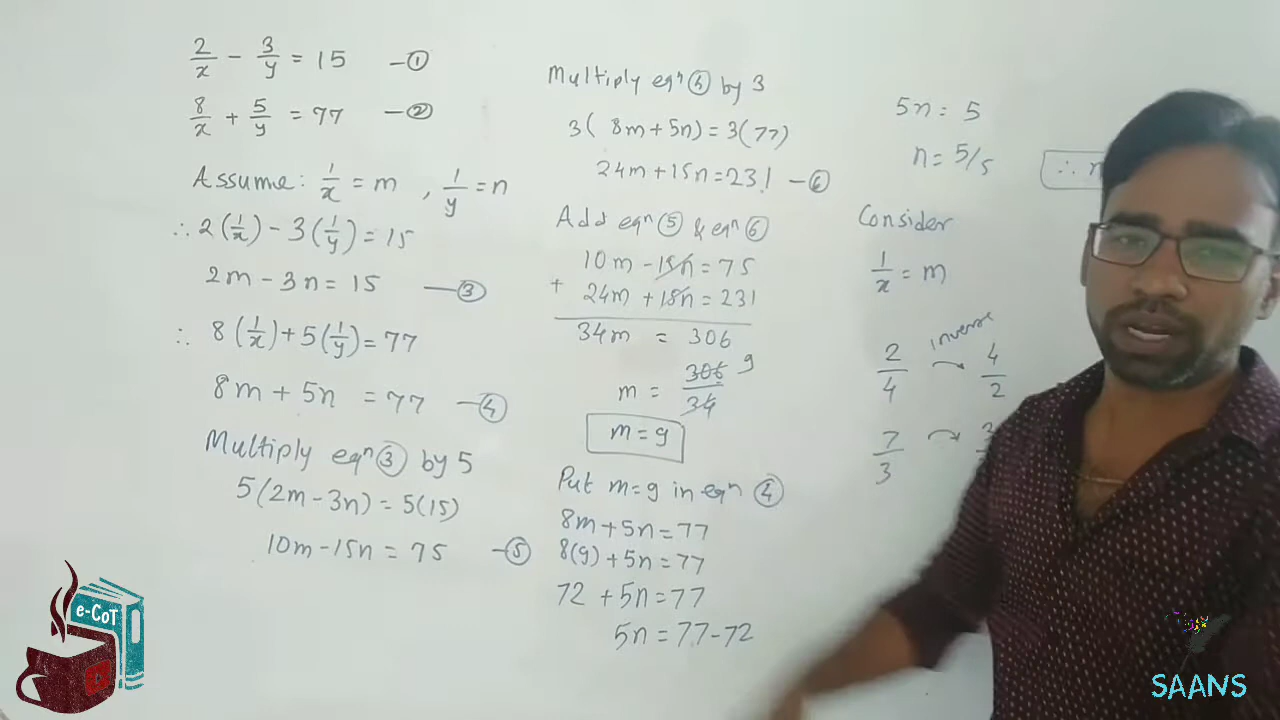 2/x - 3/y = 15 —①
8/x + 5/y = 77 —②
Assume: 1/x = m , 1/y = n
∴ 2(1/x) - 3(1/y) = 15
2m - 3n = 15 —③
∴ 8(1/x) + 5(1/y) = 77
8m + 5n = 77 —④
Multiply eqⁿ ③ by 5
5(2m - 3n) = 5(15)
10m - 15n = 75 —⑤
Multiply eqⁿ ④ by 3
3( 8m + 5n) = 3(77)
24m + 15n = 231 —⑥
Add eqⁿ ⑤ & eqⁿ ⑥
10m - 15n = 75
+ 24m + 15n = 231
34m = 306
m = 306/34 9
m = 9
Put m=9 in eqⁿ ④
8m + 5n = 77
8(9) + 5n = 77
72 + 5n = 77
5n = 77 - 72
5n = 5
n = 5/5
∴ n
Consider
1/x = m
inverse
2/4 → 4/2
7/3 → 3
e-CoT
SAANS